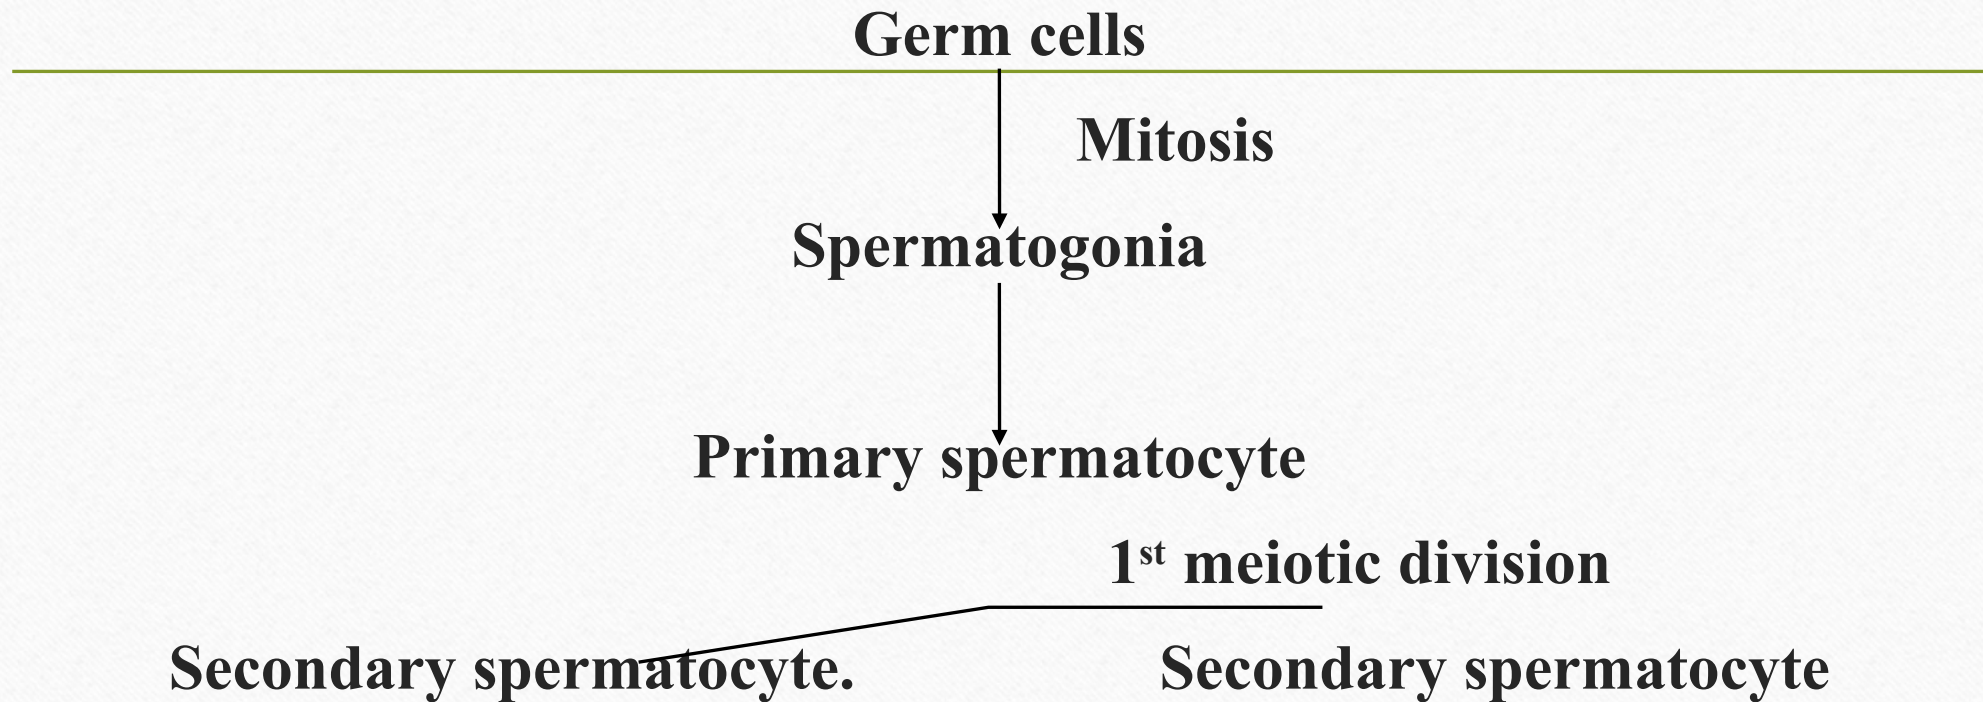 Germ cells
Mitosis
Spermatogonia
Primary spermatocyte
1st meiotic division
Secondary spermatocyte. Secondary spermatocyte